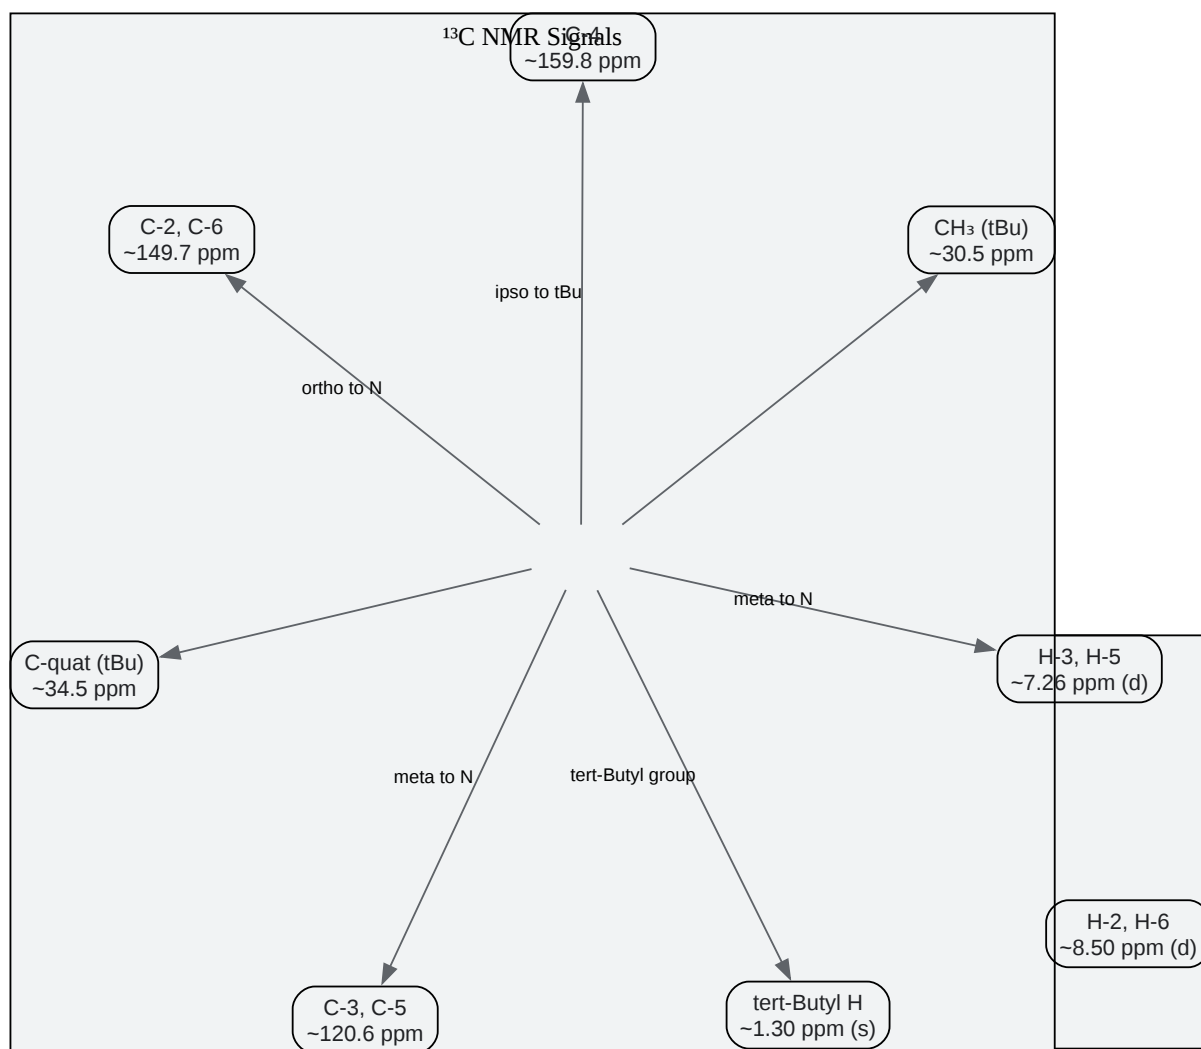 ¹³C NMR Signals
C-4
~159.8 ppm
C-2, C-6
~149.7 ppm
CH₃ (tBu)
~30.5 ppm
ipso to tBu
ortho to N
meta to N
C-quat (tBu)
~34.5 ppm
H-3, H-5
~7.26 ppm (d)
meta to N
tert-Butyl group
H-2, H-6
~8.50 ppm (d)
C-3, C-5
~120.6 ppm
tert-Butyl H
~1.30 ppm (s)